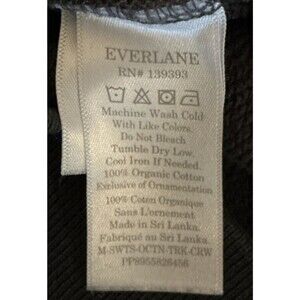 EVERLANE
RN# 139393
Machine Wash Cold
With Like Colors.
Do Not Bleach
Tumble Dry Low.
Cool Iron If Needed.
100% Organic Cotton
Exclusive of Ornamentation
100% Coton Organique
Sans L'ornement
Made in Sri Lanka.
Fabriqué au Sri Lanka.
M-SWTS-OCTN-TRK-CRW
PP8955826456